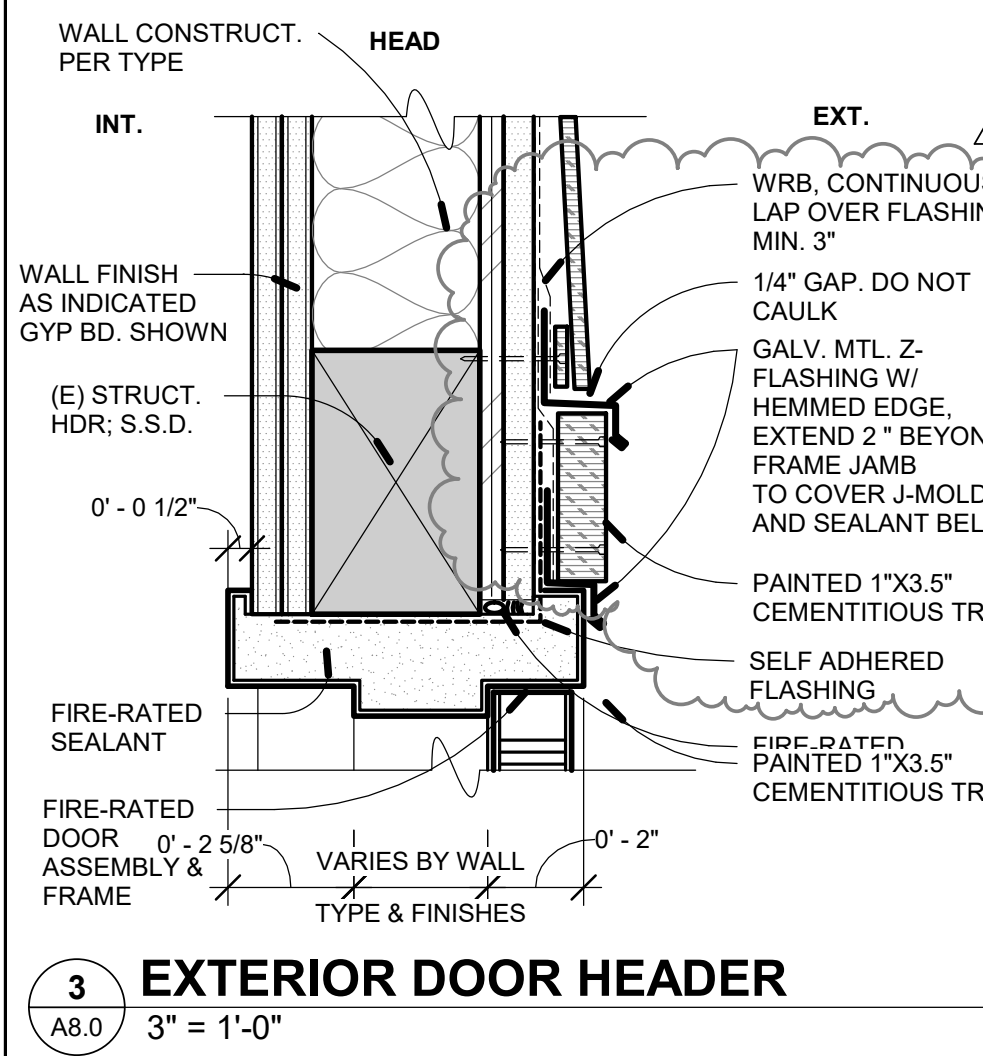 WALL CONSTRUCT.
PER TYPE
HEAD
INT.
EXT.
WRB, CONTINUOUS
LAP OVER FLASHIN
MIN. 3"
WALL FINISH
AS INDICATED
GYP BD. SHOWN
1/4" GAP. DO NOT
CAULK
GALV. MTL. Z-
FLASHING W/
HEMMED EDGE,
EXTEND 2 " BEYON
FRAME JAMB
TO COVER J-MOLD
AND SEALANT BEL
(E) STRUCT.
HDR; S.S.D.
0' - 0 1/2"
PAINTED 1"X3.5"
CEMENTITIOUS TR
SELF ADHERED
FLASHING
FIRE-RATED
SEALANT
FIRE-RATED
PAINTED 1"X3.5"
CEMENTITIOUS TR
FIRE-RATED
DOOR
ASSEMBLY &
FRAME
0' - 2 5/8"
VARIES BY WALL
TYPE & FINISHES
0' - 2"
3
A8.0
EXTERIOR DOOR HEADER
3" = 1'-0"